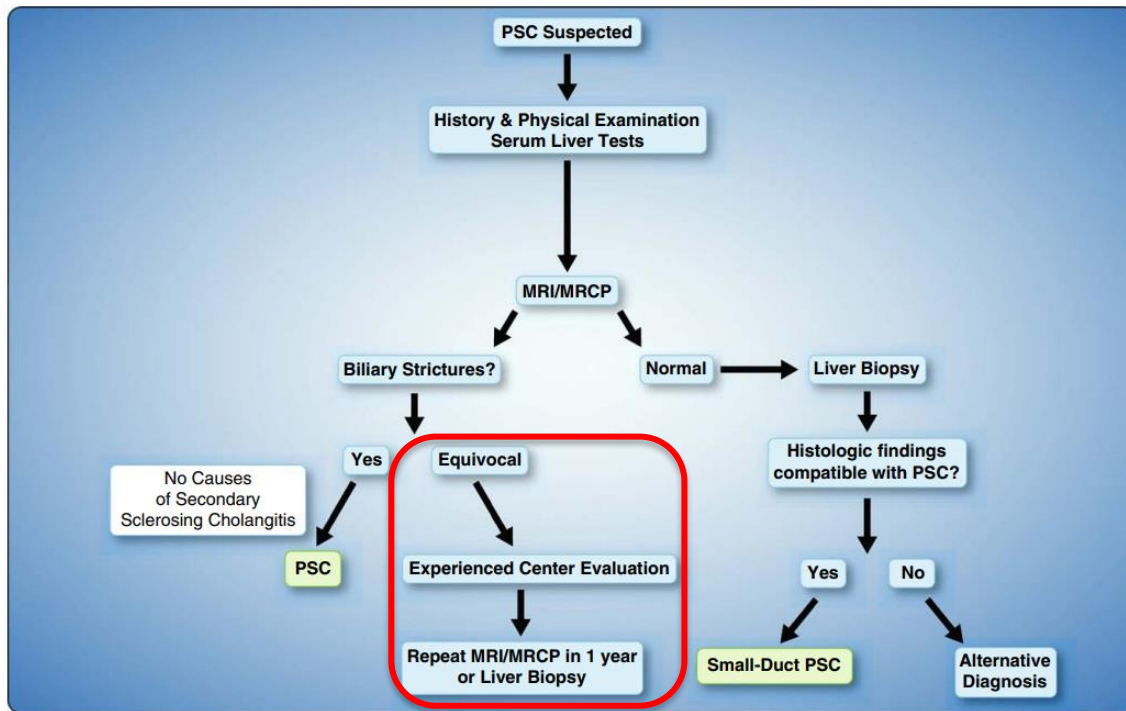 PSC Suspected
History & Physical Examination
Serum Liver Tests
MRI/MRCP
Biliary Strictures?
Normal
Liver Biopsy
Yes
Equivocal
Histologic findings
compatible with PSC?
No Causes
of Secondary
Sclerosing Cholangitis
PSC
Experienced Center Evaluation
Yes
No
Repeat MRI/MRCP in 1 year
or Liver Biopsy
Small-Duct PSC
Alternative
Diagnosis